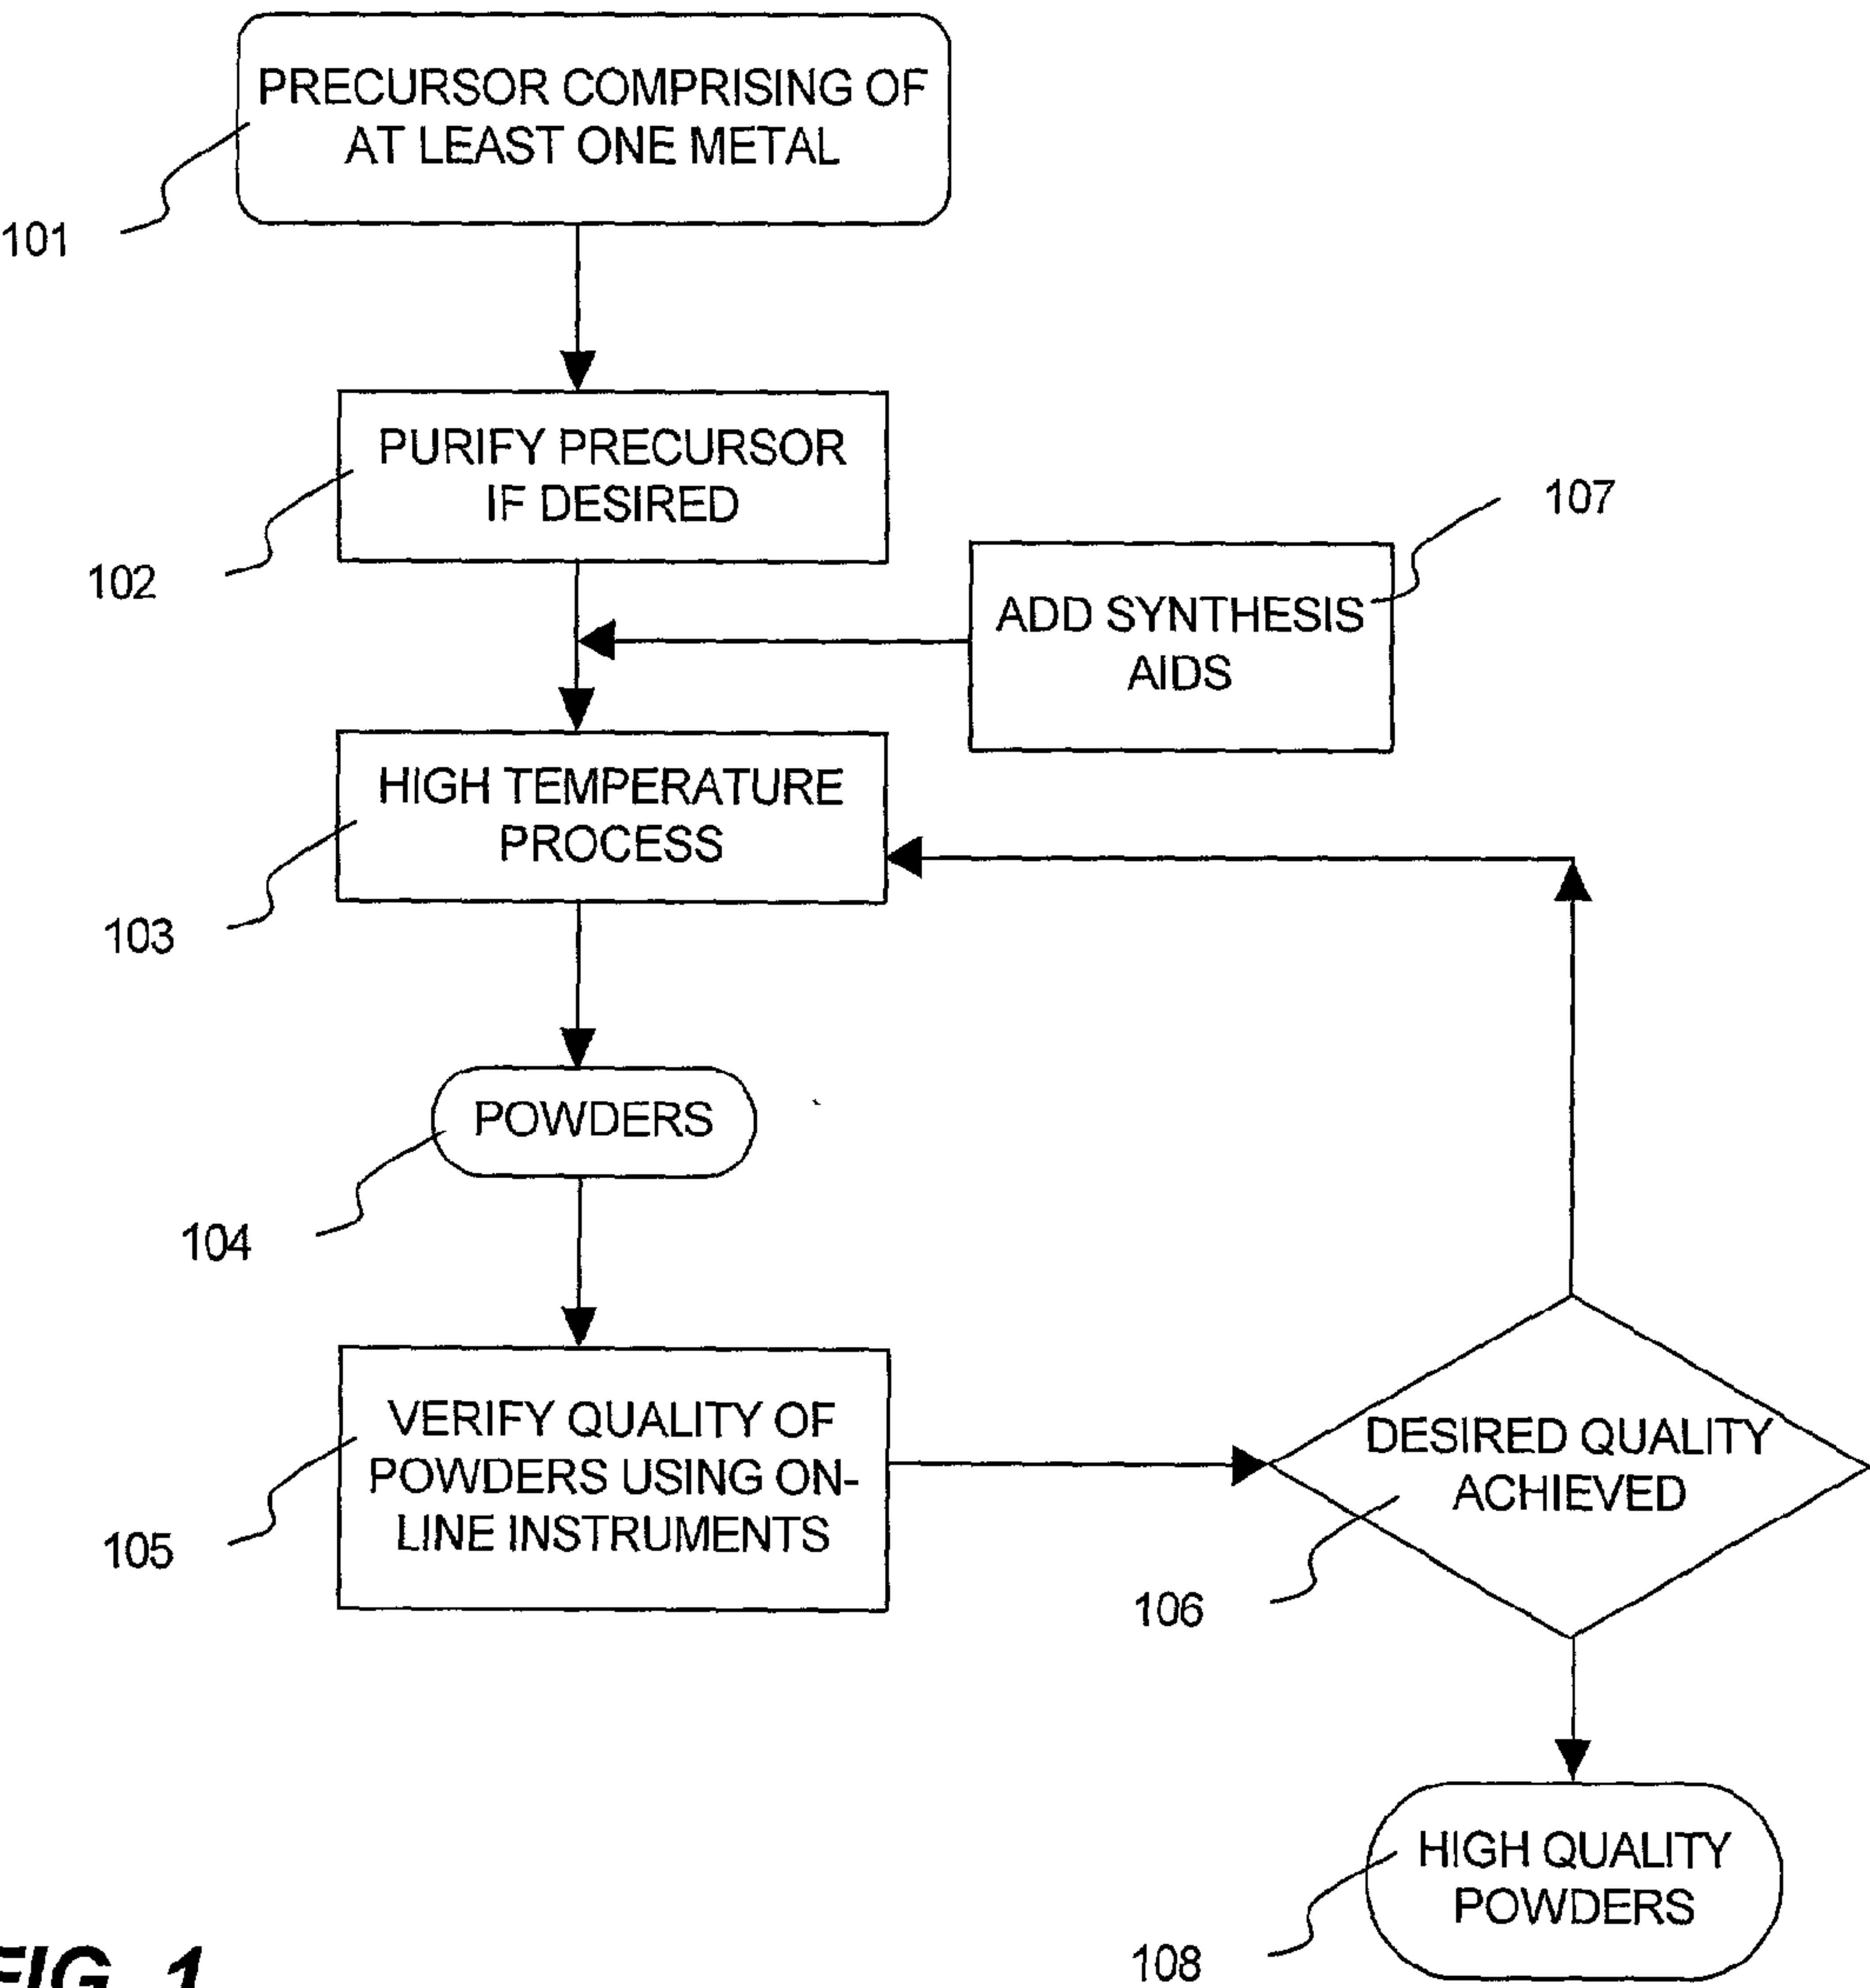 PRECURSOR COMPRISING OF
AT LEAST ONE METAL
101
PURIFY PRECURSOR
IF DESIRED
102
107
ADD SYNTHESIS
AIDS
HIGH TEMPERATURE
PROCESS
103
POWDERS
104
VERIFY QUALITY OF
POWDERS USING ON-
LINE INSTRUMENTS
105
DESIRED QUALITY
ACHIEVED
106
HIGH QUALITY
POWDERS
108
FIG. 1